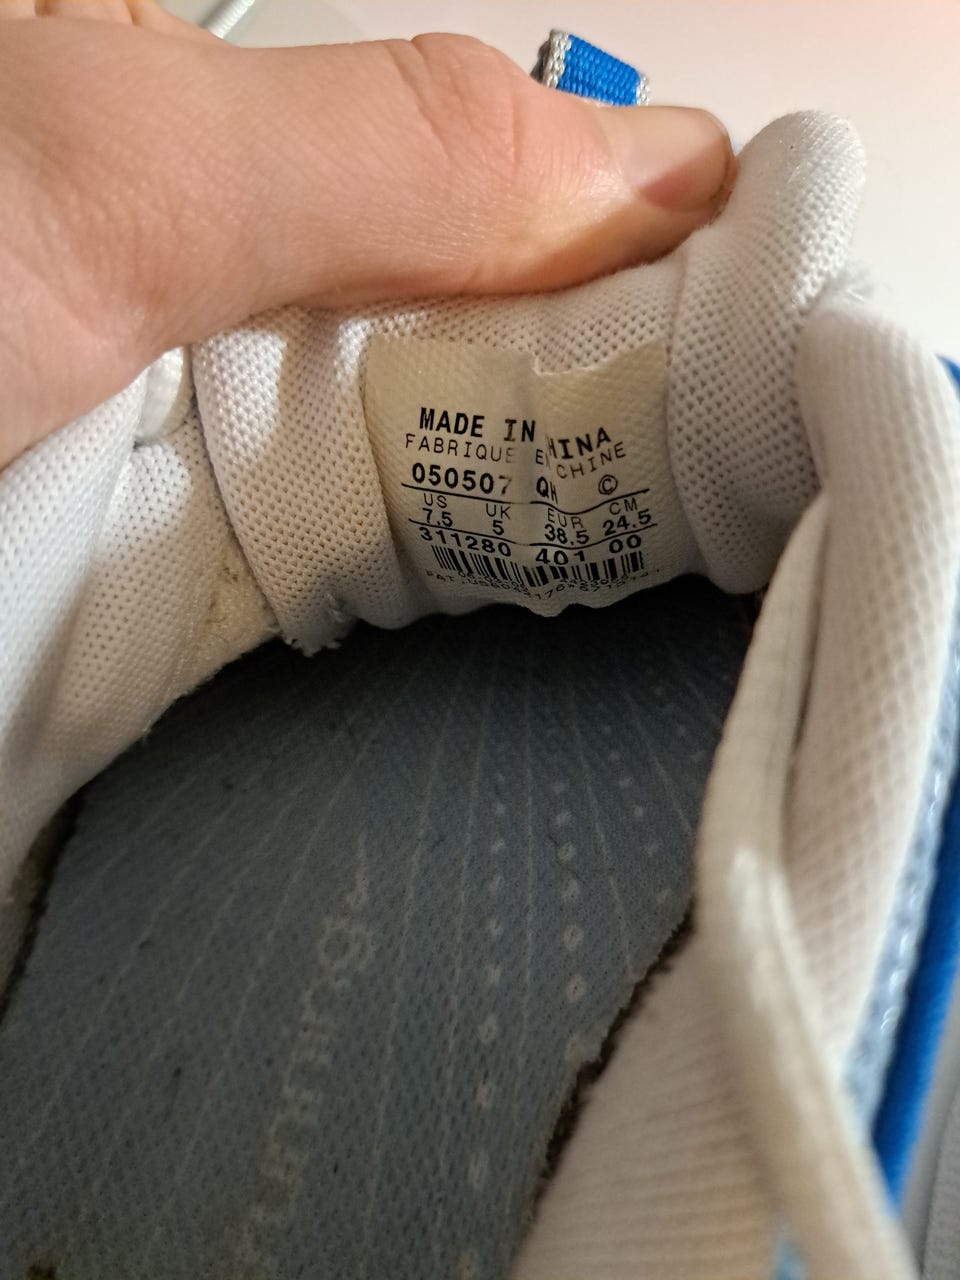 MADE IN CHINA
FABRIQUE EN CHINE
050507 QH ©
US UK EUR CM
7.5 5 38.5 24.5
311280 401 00
running